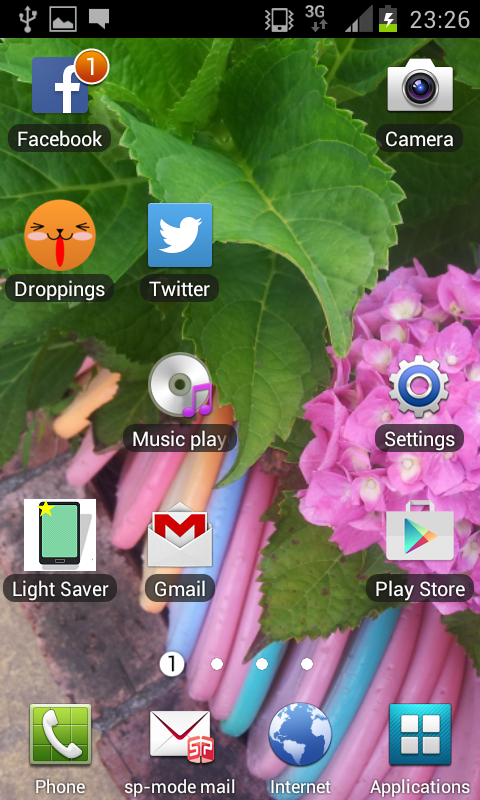 3G 23:26
1
Facebook Camera
Droppings Twitter
Music play Settings
Light Saver Gmail Play Store
1
Phone sp-mode mail Internet Applications